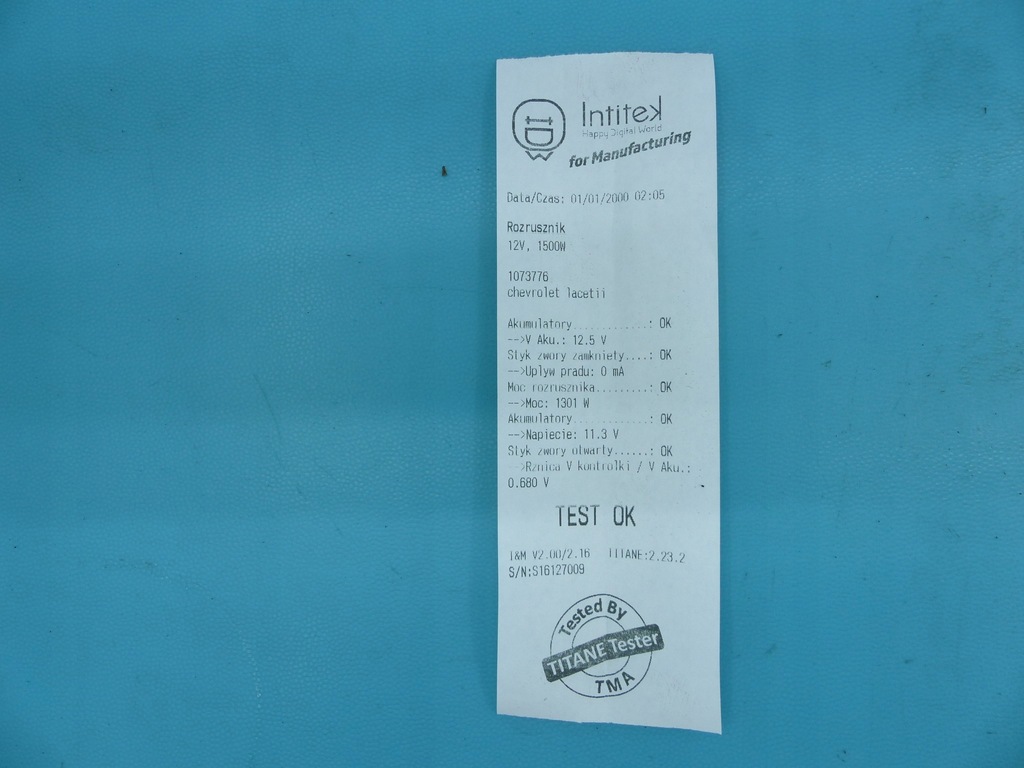 Intitek
Happy Digital World
for Manufacturing
Data/Czas: 01/01/2000 02:05
Rozrusznik
12V, 1500W
1073776
chevrolet lacetii
Akumulatory............: OK
-->V Aku.: 12.5 V
Styk zwory zamkniety....: OK
-->Uplyw pradu: 0 mA
Moc rozrusznika.........: OK
-->Moc: 1301 W
Akumulatory............: OK
-->Napiecie: 11.3 V
Styk zwory otwarty......: OK
-->Rznica V kontrolki / V Aku.:
0.680 V
TEST OK
I&M V2.00/2.16 TITANE:2.23.2
S/N:S16127009
Tested By
TITANE Tester
TMA